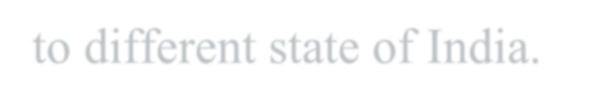 to different state of India.